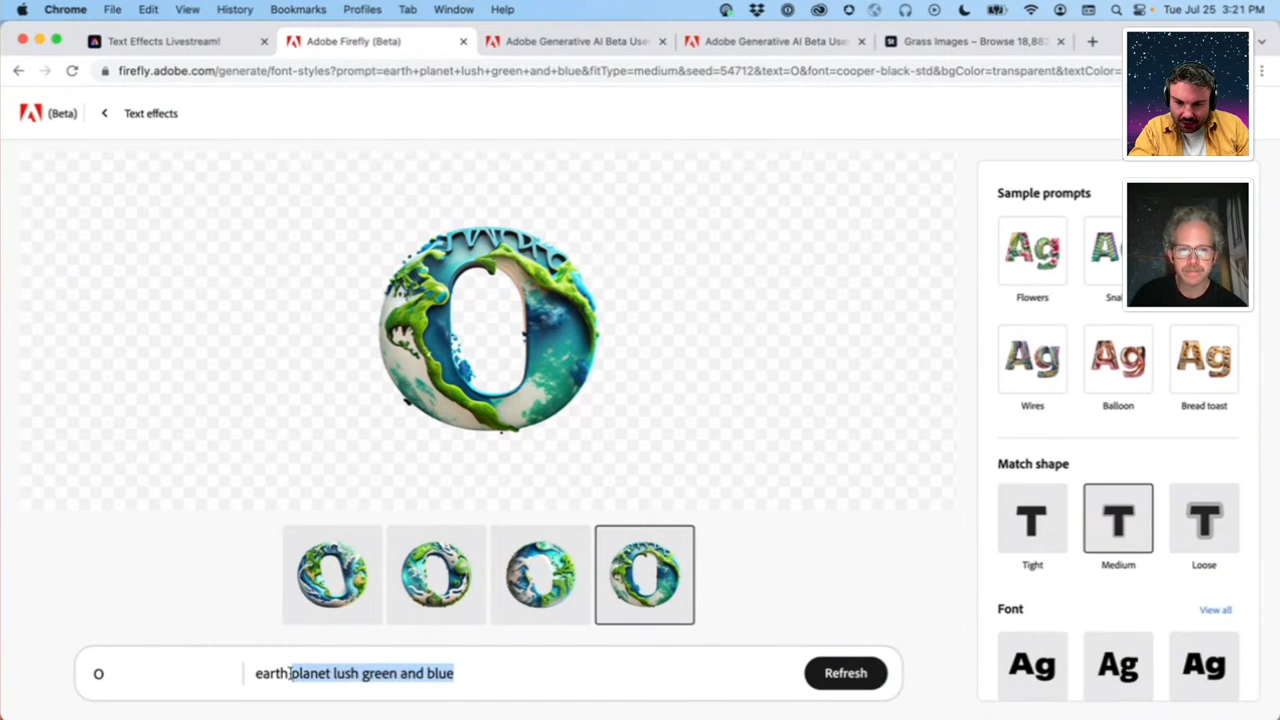 Chrome File Edit View History Bookmarks Profiles Tab Window Help Tue Jul 25 3:21 PM
Text Effects Livestream! Adobe Firefly (Beta) Adobe Generative AI Beta Use Adobe Generative AI Beta Use St Grass Images – Browse 18,88
firefly.adobe.com/generate/font-styles?prompt=earth+planet+lush+green+and+blue&fitType=medium&seed=54712&text=O&font=cooper-black-std&bgColor=transparent&textColor=
(Beta) Text effects
Sample prompts
Ag A
Flowers Sna
Ag Ag Ag
Wires Balloon Bread toast
Match shape
T T T
Tight Medium Loose
Font View all
Ag Ag Ag
O earth planet lush green and blue Refresh